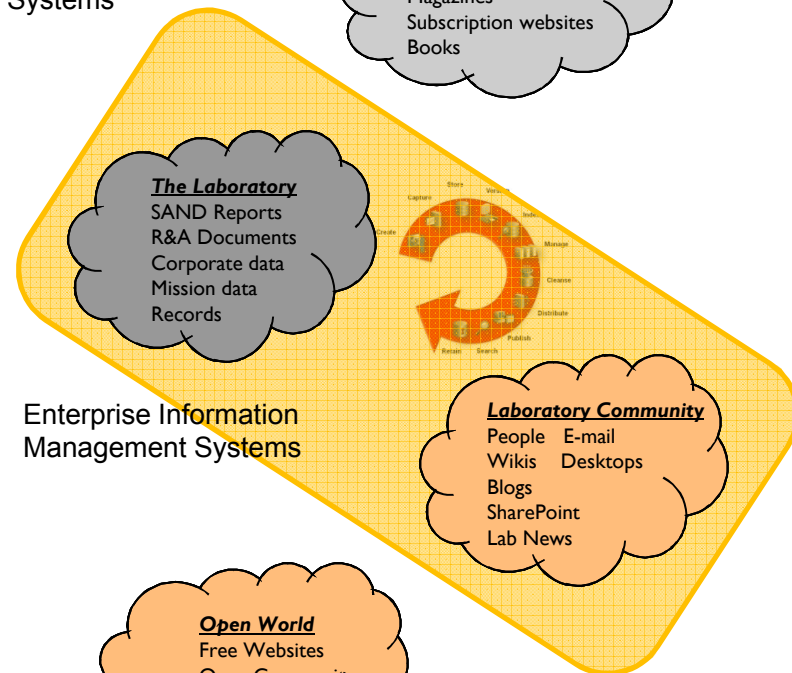 Systems
Magazines
Subscription websites
Books
The Laboratory
SAND Reports
R&A Documents
Corporate data
Mission data
Records
Create
Capture
Store
Manage
Cleanse
Distribute
Publish
Search
Retain
Enterprise Information
Management Systems
Laboratory Community
People E-mail
Wikis Desktops
Blogs
SharePoint
Lab News
Open World
Free Websites